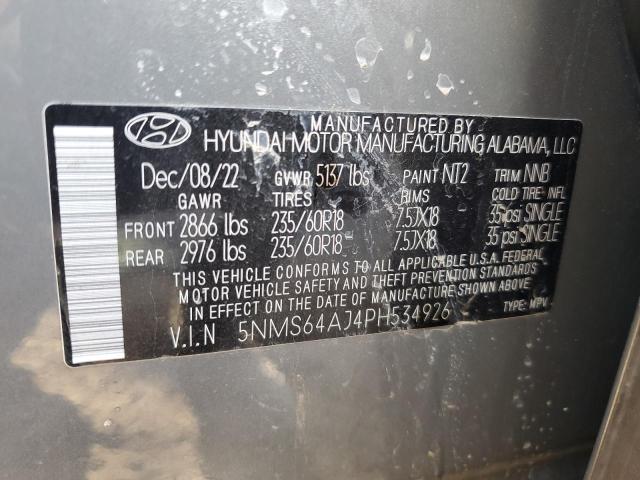 MANUFACTURED BY
HYUNDAI MOTOR MANUFACTURING ALABAMA, LLC
Dec/08/22 GVWR 5137 lbs PAINT NT2 TRIM NNB
GAWR TIRES RIMS COLD TIRE INFL
FRONT 2866 lbs 235/60R18 7.5JX18 35 psi SINGLE
REAR 2976 lbs 235/60R18 7.5JX18 35 psi SINGLE
THIS VEHICLE CONFORMS TO ALL APPLICABLE U.S.A. FEDERAL
MOTOR VEHICLE SAFETY AND THEFT PREVENTION STANDARDS
IN EFFECT ON THE DATE OF MANUFACTURE SHOWN ABOVE.
V.I.N 5NMS64AJ4PH534926 TYPE: MPV